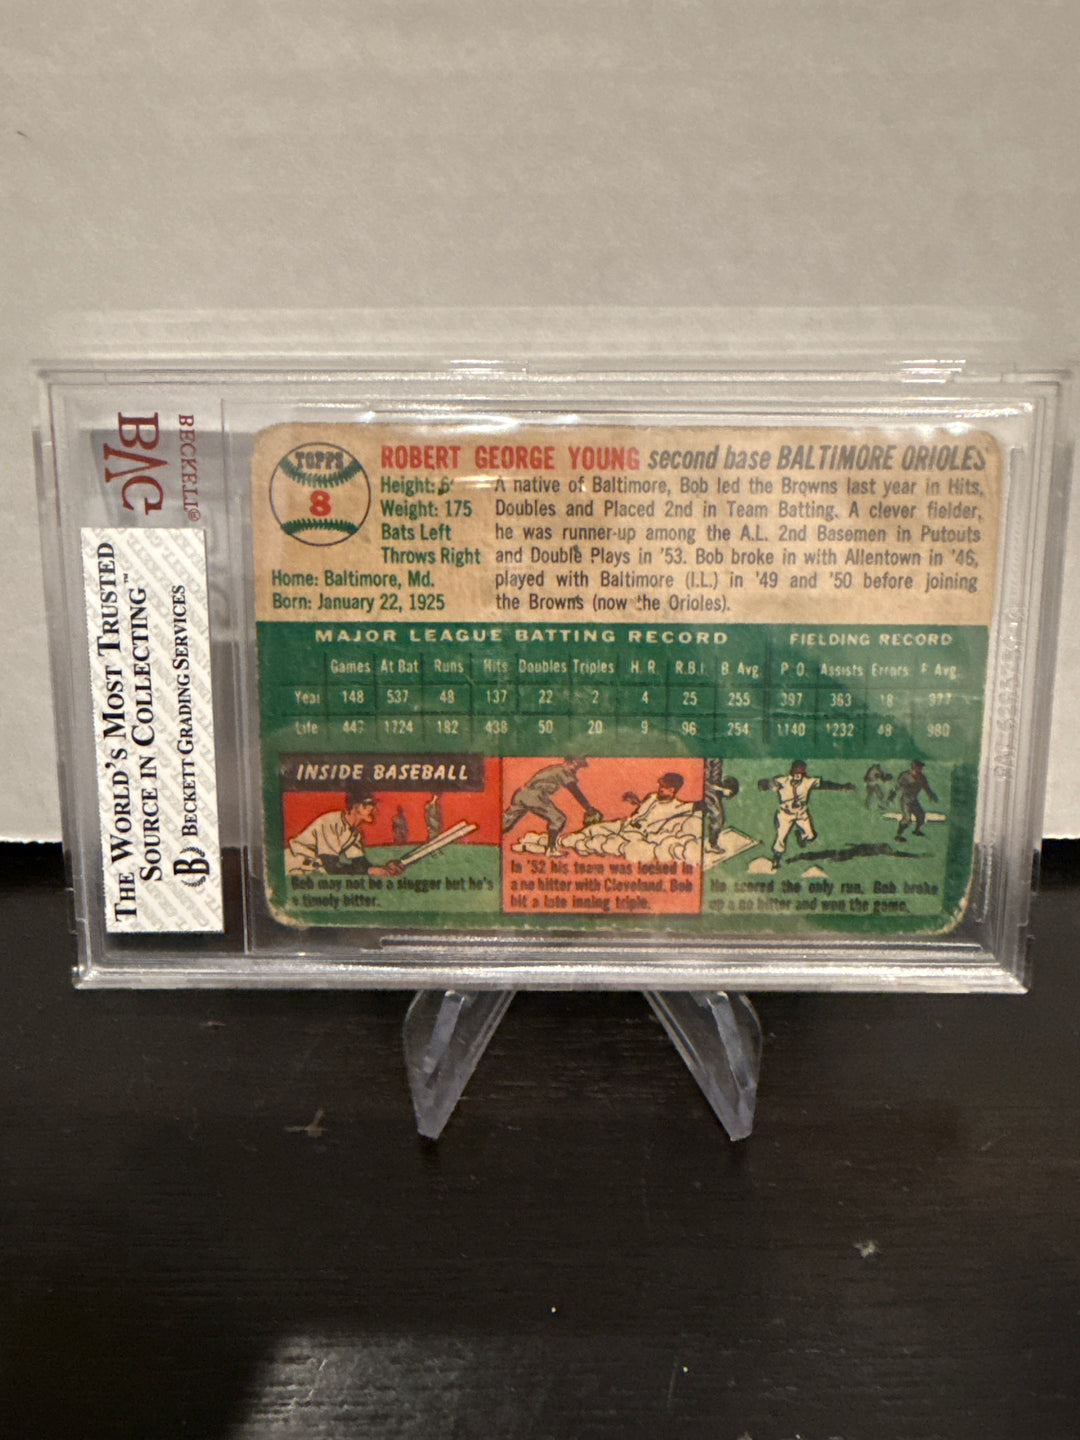 BVG
BECKETT®
THE WORLD'S MOST TRUSTED
SOURCE IN COLLECTING™
BECKETT GRADING SERVICES
TOPPS
8
ROBERT GEORGE YOUNG second base BALTIMORE ORIOLES
Height: 6'
Weight: 175
Bats Left
Throws Right
Home: Baltimore, Md.
Born: January 22, 1925
A native of Baltimore, Bob led the Browns last year in Hits,
Doubles and Placed 2nd in Team Batting. A clever fielder,
he was runner-up among the A.L. 2nd Basemen in Putouts
and Double Plays in '53. Bob broke in with Allentown in '46,
played with Baltimore (I.L.) in '49 and '50 before joining
the Browns (now the Orioles).
MAJOR LEAGUE BATTING RECORD FIELDING RECORD
Games At Bat Runs Hits Doubles Triples H. R. R.B.I. B. Avg. P. O. Assists Errors F. Avg.
Year 148 537 48 137 22 2 4 25 255 397 363 18 977
Life 1724 182 438 50 20 9 96 254 1140 1232 48 980
INSIDE BASEBALL
Bob may not be a slugger but he's
a timely hitter.
In '52 his team was locked in
a no hitter with Cleveland. Bob
hit a late inning triple.
He scored the only run. Bob broke
up a no hitter and won the game.